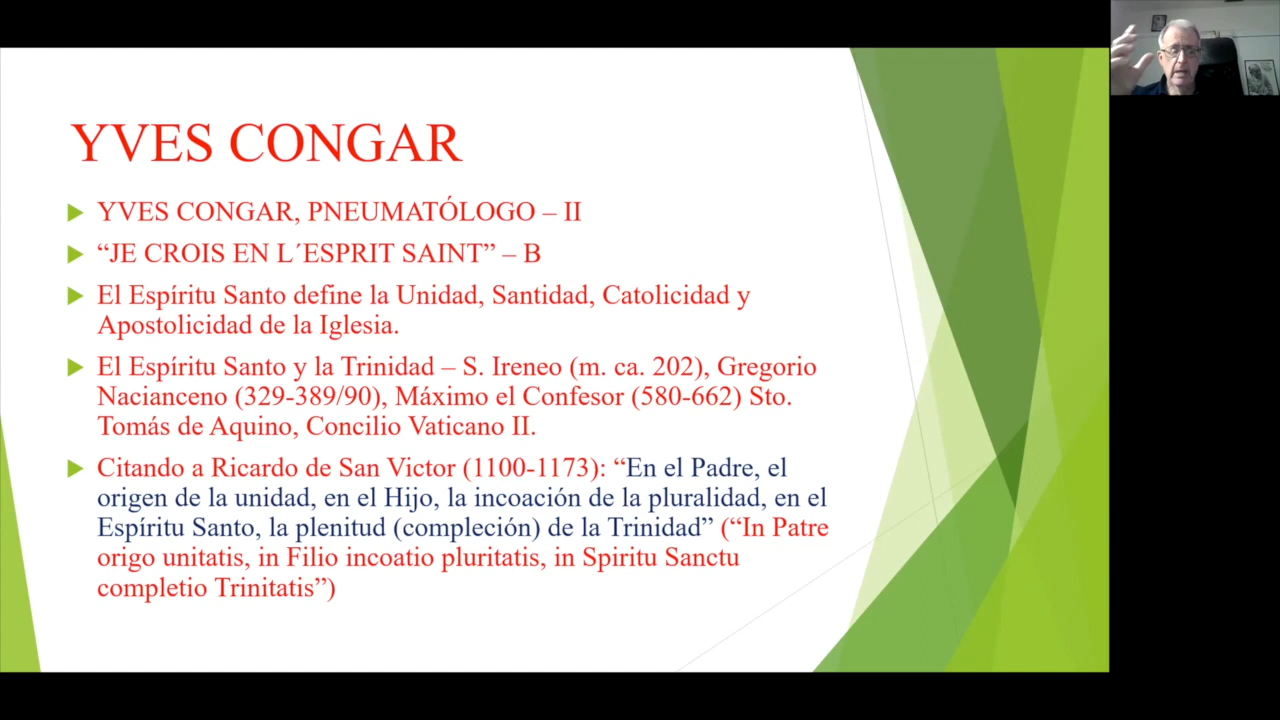 YVES CONGAR
YVES CONGAR, PNEUMATÓLOGO – II
“JE CROIS EN L´ESPRIT SAINT” – B
El Espíritu Santo define la Unidad, Santidad, Catolicidad y
Apostolicidad de la Iglesia.
El Espíritu Santo y la Trinidad – S. Ireneo (m. ca. 202), Gregorio
Nacianceno (329-389/90), Máximo el Confesor (580-662) Sto.
Tomás de Aquino, Concilio Vaticano II.
Citando a Ricardo de San Victor (1100-1173): “En el Padre, el
origen de la unidad, en el Hijo, la incoación de la pluralidad, en el
Espíritu Santo, la plenitud (compleción) de la Trinidad” (“In Patre
origo unitatis, in Filio incoatio pluritatis, in Spiritu Sanctu
completio Trinitatis”)